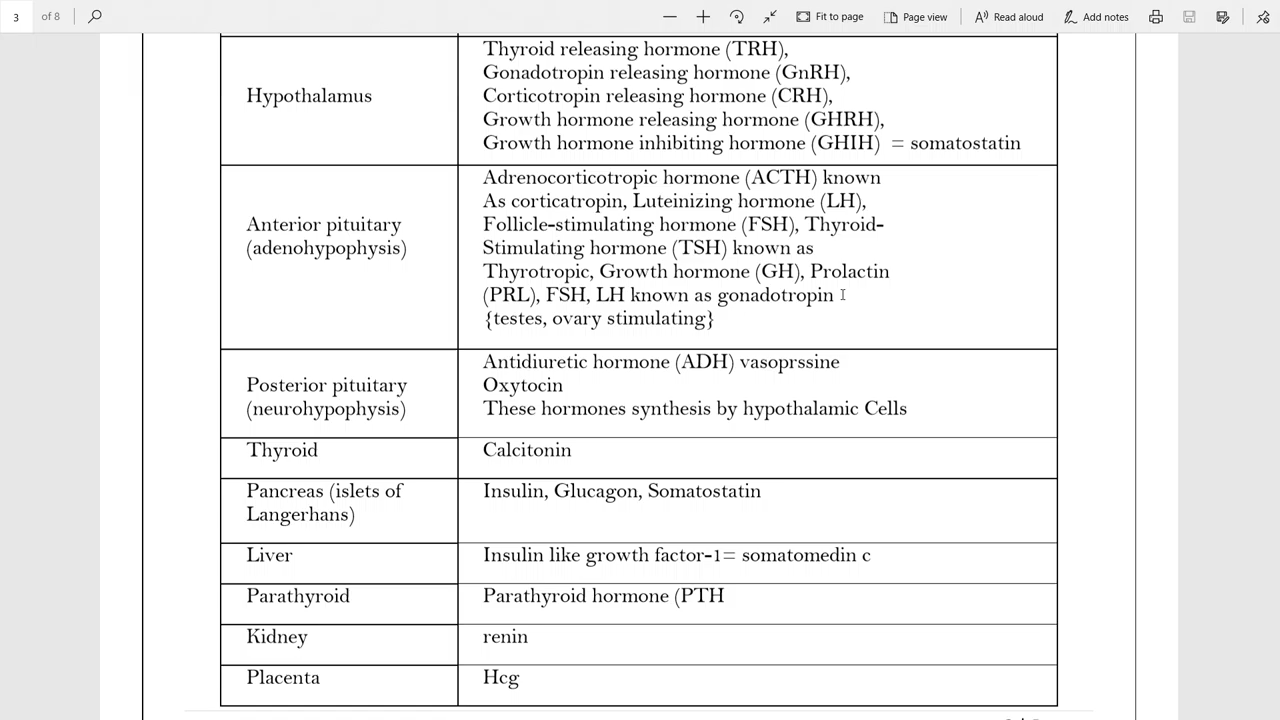 3 of 8 Fit to page Page view Read aloud Add notes
Hypothalamus
Thyroid releasing hormone (TRH),
Gonadotropin releasing hormone (GnRH),
Corticotropin releasing hormone (CRH),
Growth hormone releasing hormone (GHRH),
Growth hormone inhibiting hormone (GHIH) = somatostatin
Anterior pituitary
(adenohypophysis)
Adrenocorticotropic hormone (ACTH) known
As corticatropin, Luteinizing hormone (LH),
Follicle-stimulating hormone (FSH), Thyroid-
Stimulating hormone (TSH) known as
Thyrotropic, Growth hormone (GH), Prolactin
(PRL), FSH, LH known as gonadotropin
{testes, ovary stimulating}
Posterior pituitary
(neurohypophysis)
Antidiuretic hormone (ADH) vasoprssine
Oxytocin
These hormones synthesis by hypothalamic Cells
Thyroid
Calcitonin
Pancreas (islets of
Langerhans)
Insulin, Glucagon, Somatostatin
Liver
Insulin like growth factor-1= somatomedin c
Parathyroid
Parathyroid hormone (PTH
Kidney
renin
Placenta
Hcg